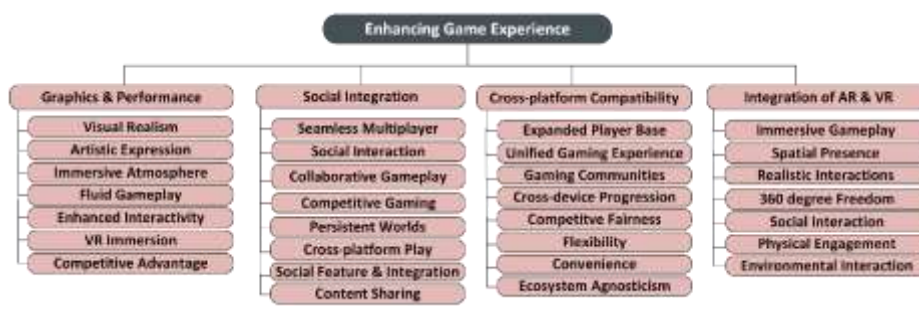 Enhancing Game Experience
Graphics & Performance
Visual Realism
Artistic Expression
Immersive Atmosphere
Fluid Gameplay
Enhanced Interactivity
VR Immersion
Competitive Advantage
Social Integration
Seamless Multiplayer
Social Interaction
Collaborative Gameplay
Competitive Gaming
Persistent Worlds
Cross-platform Play
Social Feature & Integration
Content Sharing
Cross-platform Compatibility
Expanded Player Base
Unified Gaming Experience
Gaming Communities
Cross-device Progression
Competitve Fairness
Flexibility
Convenience
Ecosystem Agnosticism
Integration of AR & VR
Immersive Gameplay
Spatial Presence
Realistic Interactions
360 degree Freedom
Social Interaction
Physical Engagement
Environmental Interaction